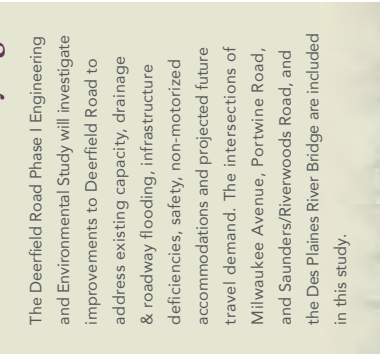 The Deerfield Road Phase I Engineering
and Environmental Study will investigate
improvements to Deerfield Road to
address existing capacity, drainage
& roadway flooding, infrastructure
deficiencies, safety, non-motorized
accommodations and projected future
travel demand. The intersections of
Milwaukee Avenue, Portwine Road,
and Saunders/Riverwoods Road, and
the Des Plaines River Bridge are included
in this study.